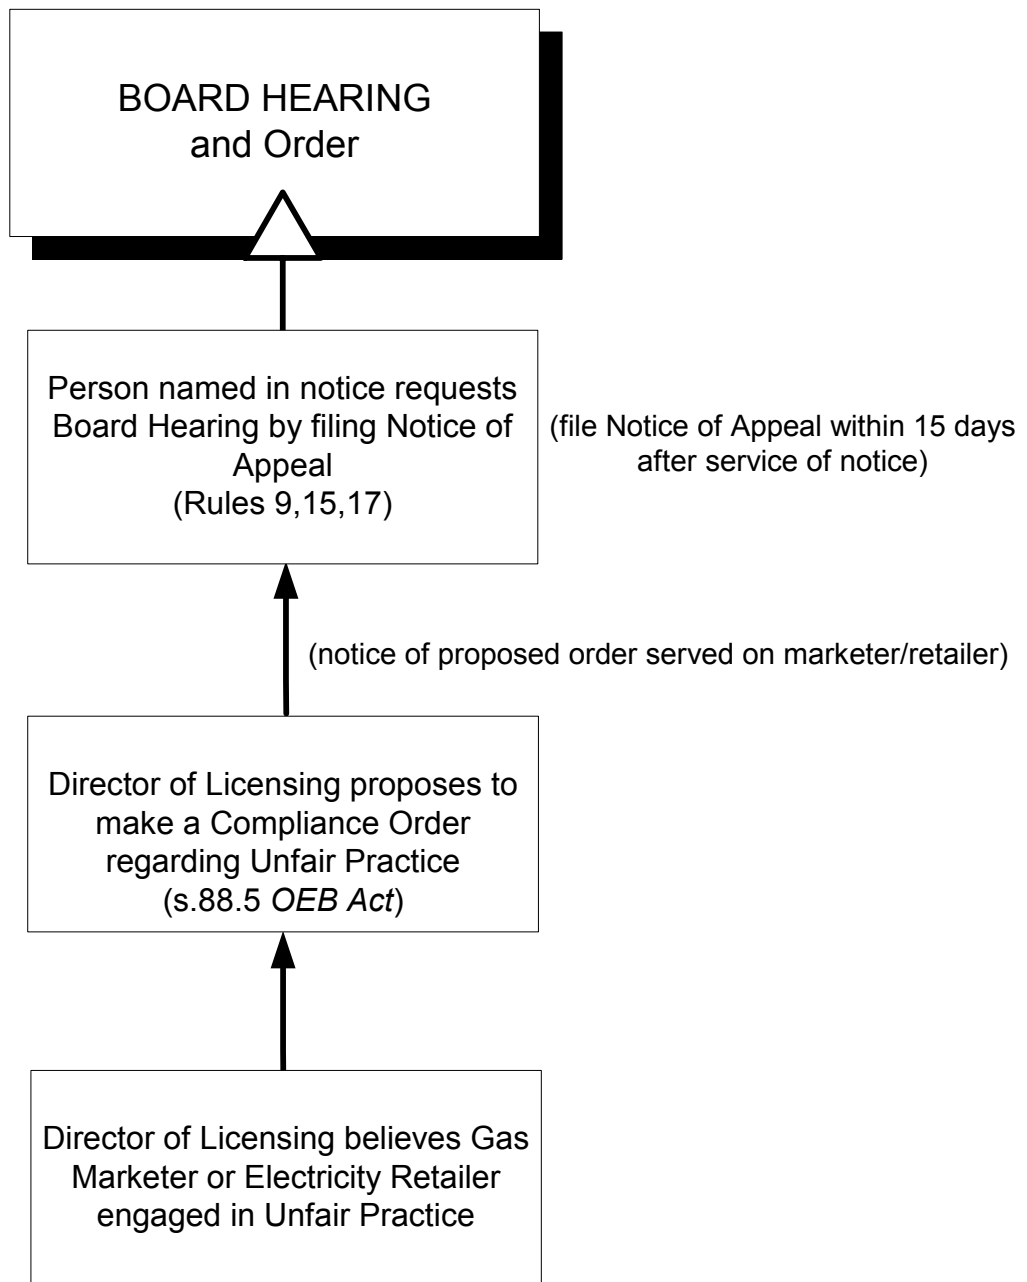 BOARD HEARING
and Order
Person named in notice requests
Board Hearing by filing Notice of
Appeal
(Rules 9,15,17)
(file Notice of Appeal within 15 days
after service of notice)
(notice of proposed order served on marketer/retailer)
Director of Licensing proposes to
make a Compliance Order
regarding Unfair Practice
(s.88.5 OEB Act)
Director of Licensing believes Gas
Marketer or Electricity Retailer
engaged in Unfair Practice